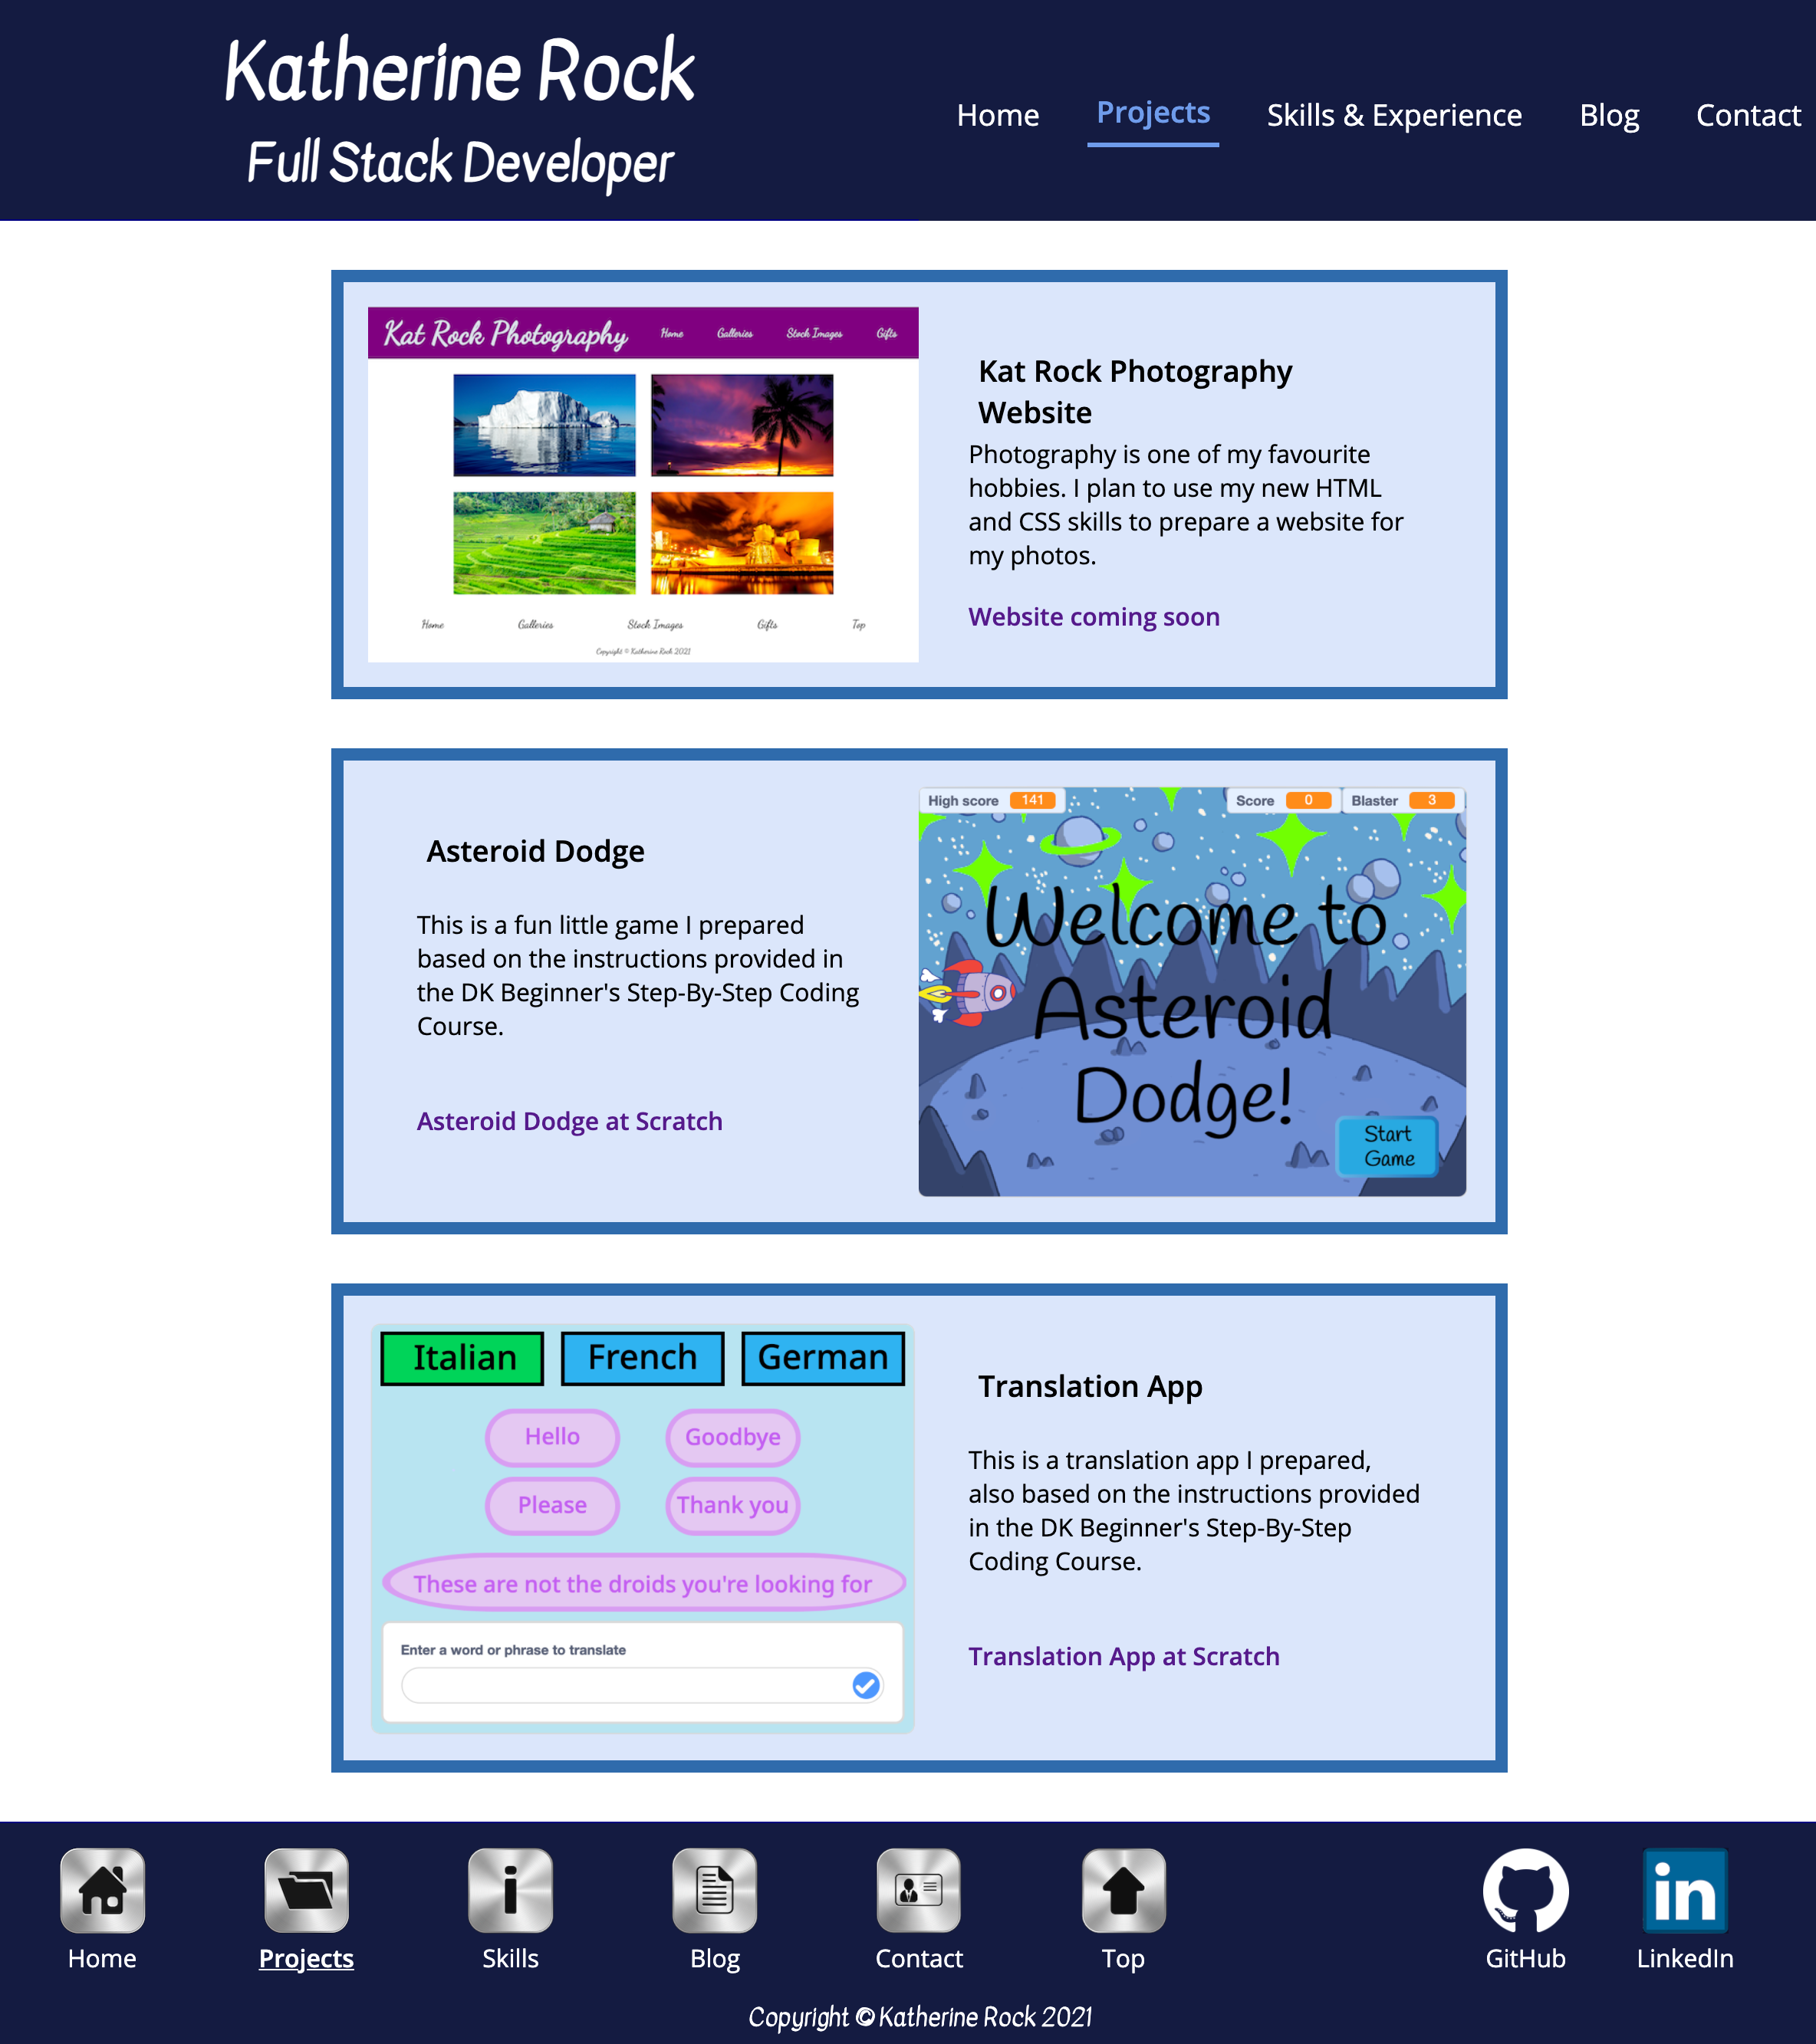 Katherine Rock
Full Stack Developer
Home Projects Skills & Experience Blog Contact
Kat Rock Photography Home Galleries Stock Images Gifts
Home Galleries Stock Images Gifts Top
Copyright © Katherine Rock 2021
Kat Rock Photography
Website
Photography is one of my favourite
hobbies. I plan to use my new HTML
and CSS skills to prepare a website for
my photos.
Website coming soon
Asteroid Dodge
This is a fun little game I prepared
based on the instructions provided in
the DK Beginner's Step-By-Step Coding
Course.
Asteroid Dodge at Scratch
High score 141 Score 0 Blaster 3
Welcome to
Asteroid
Dodge!
Start
Game
Italian French German
Hello Goodbye
Please Thank you
These are not the droids you're looking for
Enter a word or phrase to translate
Translation App
This is a translation app I prepared,
also based on the instructions provided
in the DK Beginner's Step-By-Step
Coding Course.
Translation App at Scratch
in
Home Projects Skills Blog Contact Top GitHub LinkedIn
Copyright © Katherine Rock 2021